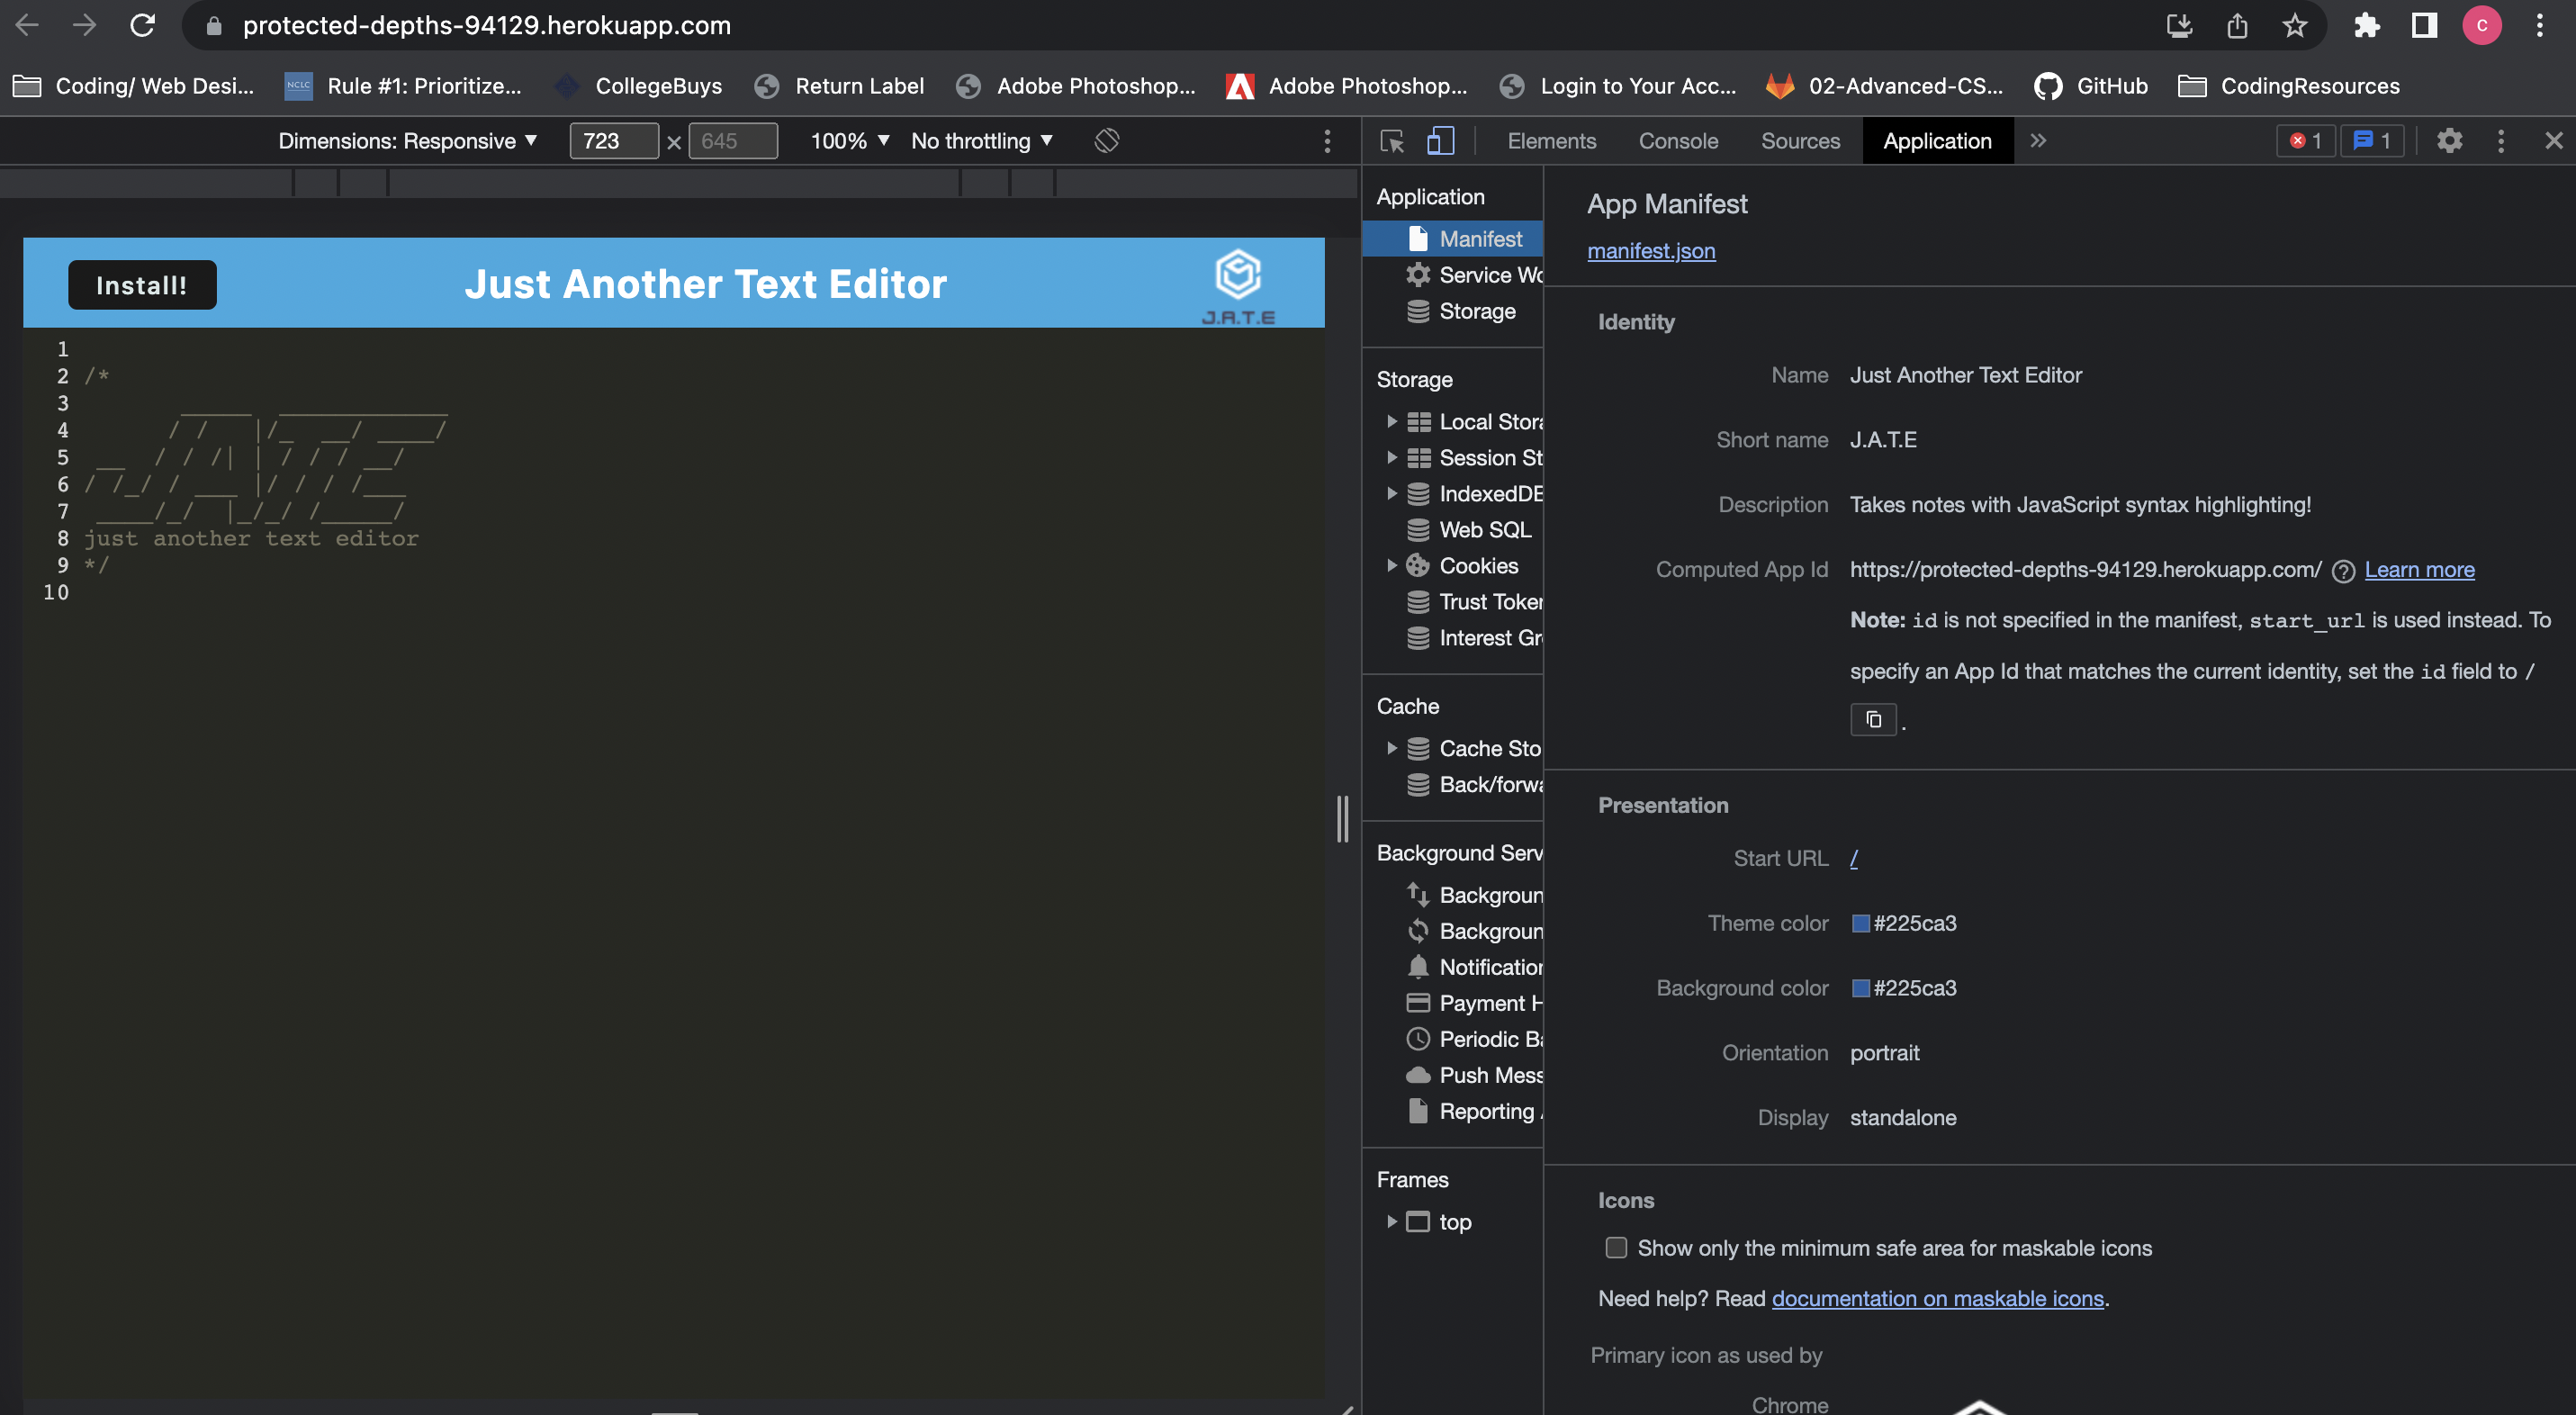 protected-depths-94129.herokuapp.com
C
Coding/ Web Desi... NCLC Rule #1: Prioritize... CollegeBuys Return Label Adobe Photoshop... Adobe Photoshop... Login to Your Acc... 02-Advanced-CS... GitHub CodingResources
Dimensions: Responsive ▼ 723 × 645 100% ▼ No throttling ▼
Elements Console Sources Application » 1 1
Install! Just Another Text Editor
J.A.T.E
1
2 /*
3
4
5
6
7
8 just another text editor
9 */
10
Application
Manifest
Service Wo
Storage
Storage
Local Stora
Session St
IndexedDB
Web SQL
Cookies
Trust Token
Interest Gr
Cache
Cache Sto
Back/forwa
Background Serv
Backgroun
Backgroun
Notification
Payment H
Periodic Ba
Push Mess
Reporting A
Frames
top
App Manifest
manifest.json
Identity
Name Just Another Text Editor
Short name J.A.T.E
Description Takes notes with JavaScript syntax highlighting!
Computed App Id https://protected-depths-94129.herokuapp.com/ ? Learn more
Note: id is not specified in the manifest, start_url is used instead. To
specify an App Id that matches the current identity, set the id field to /
.
Presentation
Start URL /
Theme color #225ca3
Background color #225ca3
Orientation portrait
Display standalone
Icons
Show only the minimum safe area for maskable icons
Need help? Read documentation on maskable icons.
Primary icon as used by
Chrome